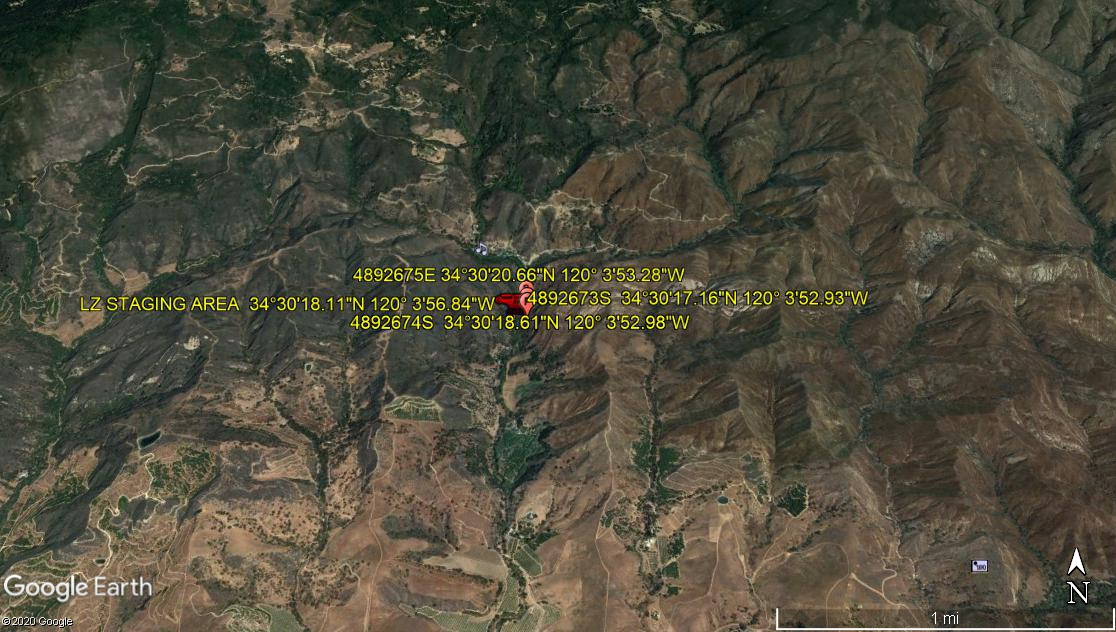 4892675E 34°30'20.66"N 120° 3'53.28"W
LZ STAGING AREA 34°30'18.11"N 120° 3'56.84"W
4892673S 34°30'17.16"N 120° 3'52.93"W
4892674S 34°30'18.61"N 120° 3'52.98"W
100
Google Earth
©2020 Google
N
1 mi